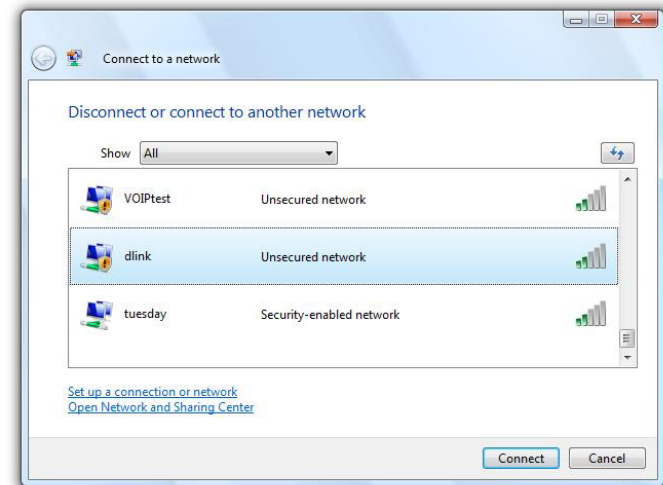 Connect to a network
Disconnect or connect to another network
Show All
VOIPtest Unsecured network
dlink Unsecured network
tuesday Security-enabled network
Set up a connection or network
Open Network and Sharing Center
Connect Cancel